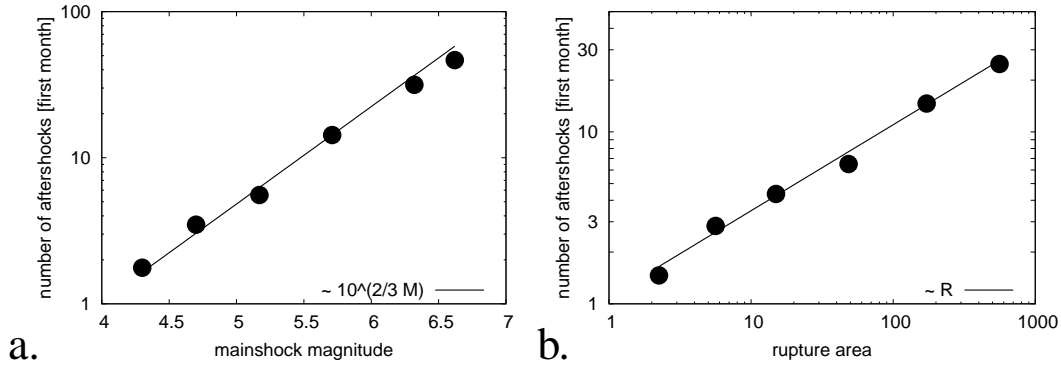 number of aftershocks [first month]
100
10
1
~ 10^(2/3 M)
4
4.5
5
5.5
6
6.5
7
mainshock magnitude
a.
number of aftershocks [first month]
30
10
3
1
~ R
1
10
100
1000
rupture area
b.